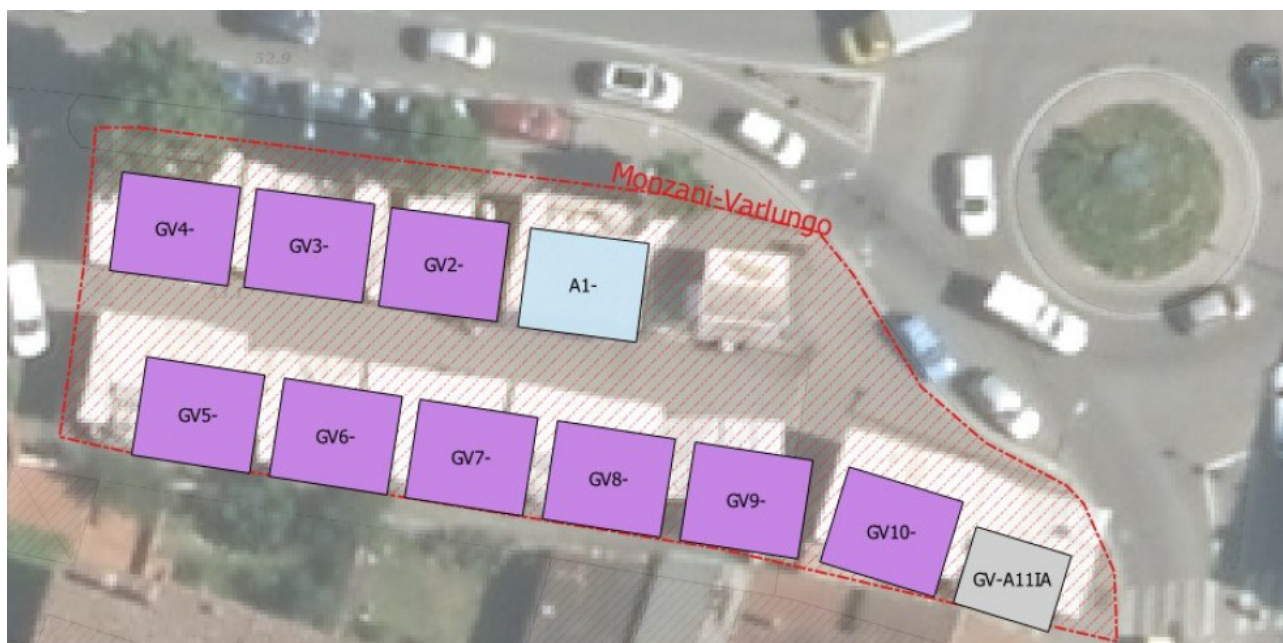 52.9
Monzani-Varlungo
GV4-
GV3-
GV2-
A1-
GV5-
GV6-
GV7-
GV8-
GV9-
GV10-
GV-A11IA